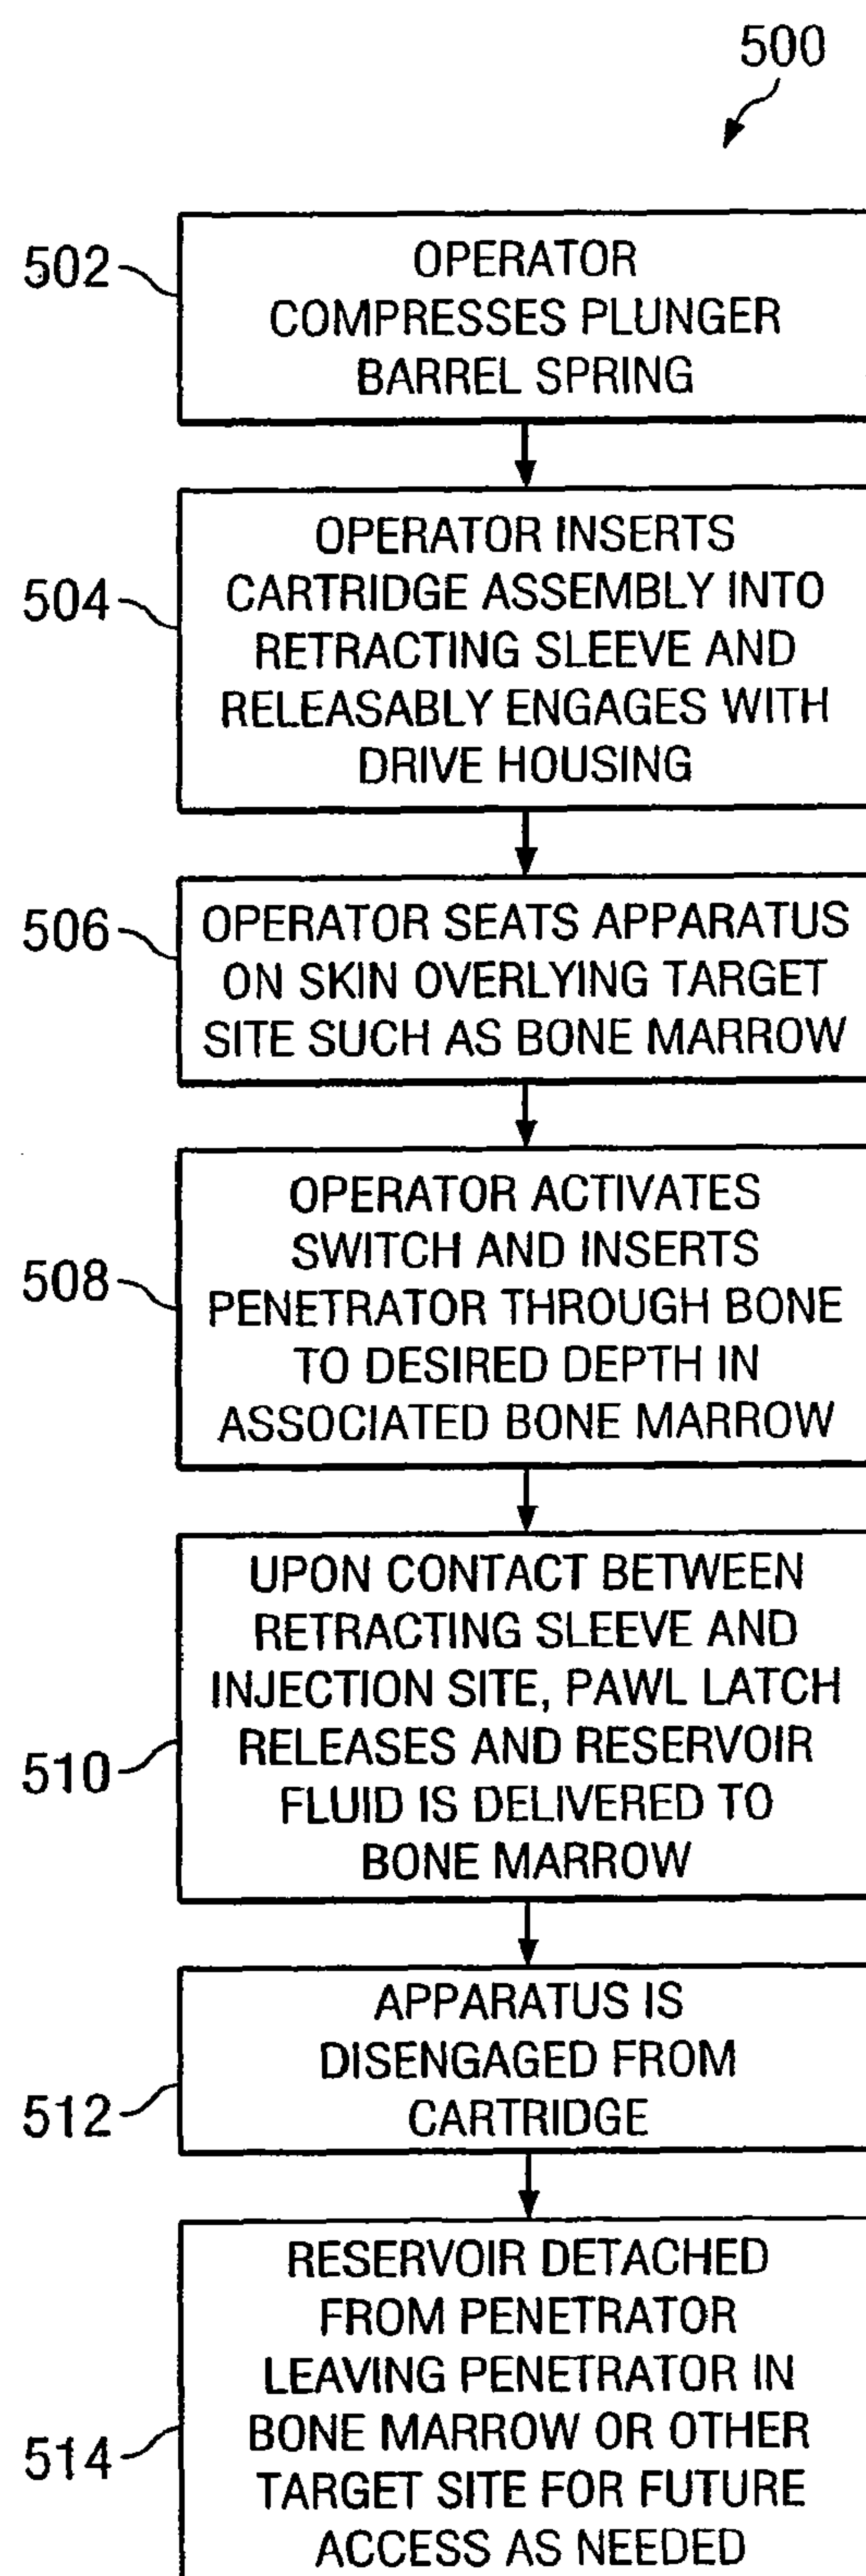 500
502
OPERATOR
COMPRESSES PLUNGER
BARREL SPRING
504
OPERATOR INSERTS
CARTRIDGE ASSEMBLY INTO
RETRACTING SLEEVE AND
RELEASABLY ENGAGES WITH
DRIVE HOUSING
506
OPERATOR SEATS APPARATUS
ON SKIN OVERLYING TARGET
SITE SUCH AS BONE MARROW
508
OPERATOR ACTIVATES
SWITCH AND INSERTS
PENETRATOR THROUGH BONE
TO DESIRED DEPTH IN
ASSOCIATED BONE MARROW
510
UPON CONTACT BETWEEN
RETRACTING SLEEVE AND
INJECTION SITE, PAWL LATCH
RELEASES AND RESERVOIR
FLUID IS DELIVERED TO
BONE MARROW
512
APPARATUS IS
DISENGAGED FROM
CARTRIDGE
514
RESERVOIR DETACHED
FROM PENETRATOR
LEAVING PENETRATOR IN
BONE MARROW OR OTHER
TARGET SITE FOR FUTURE
ACCESS AS NEEDED